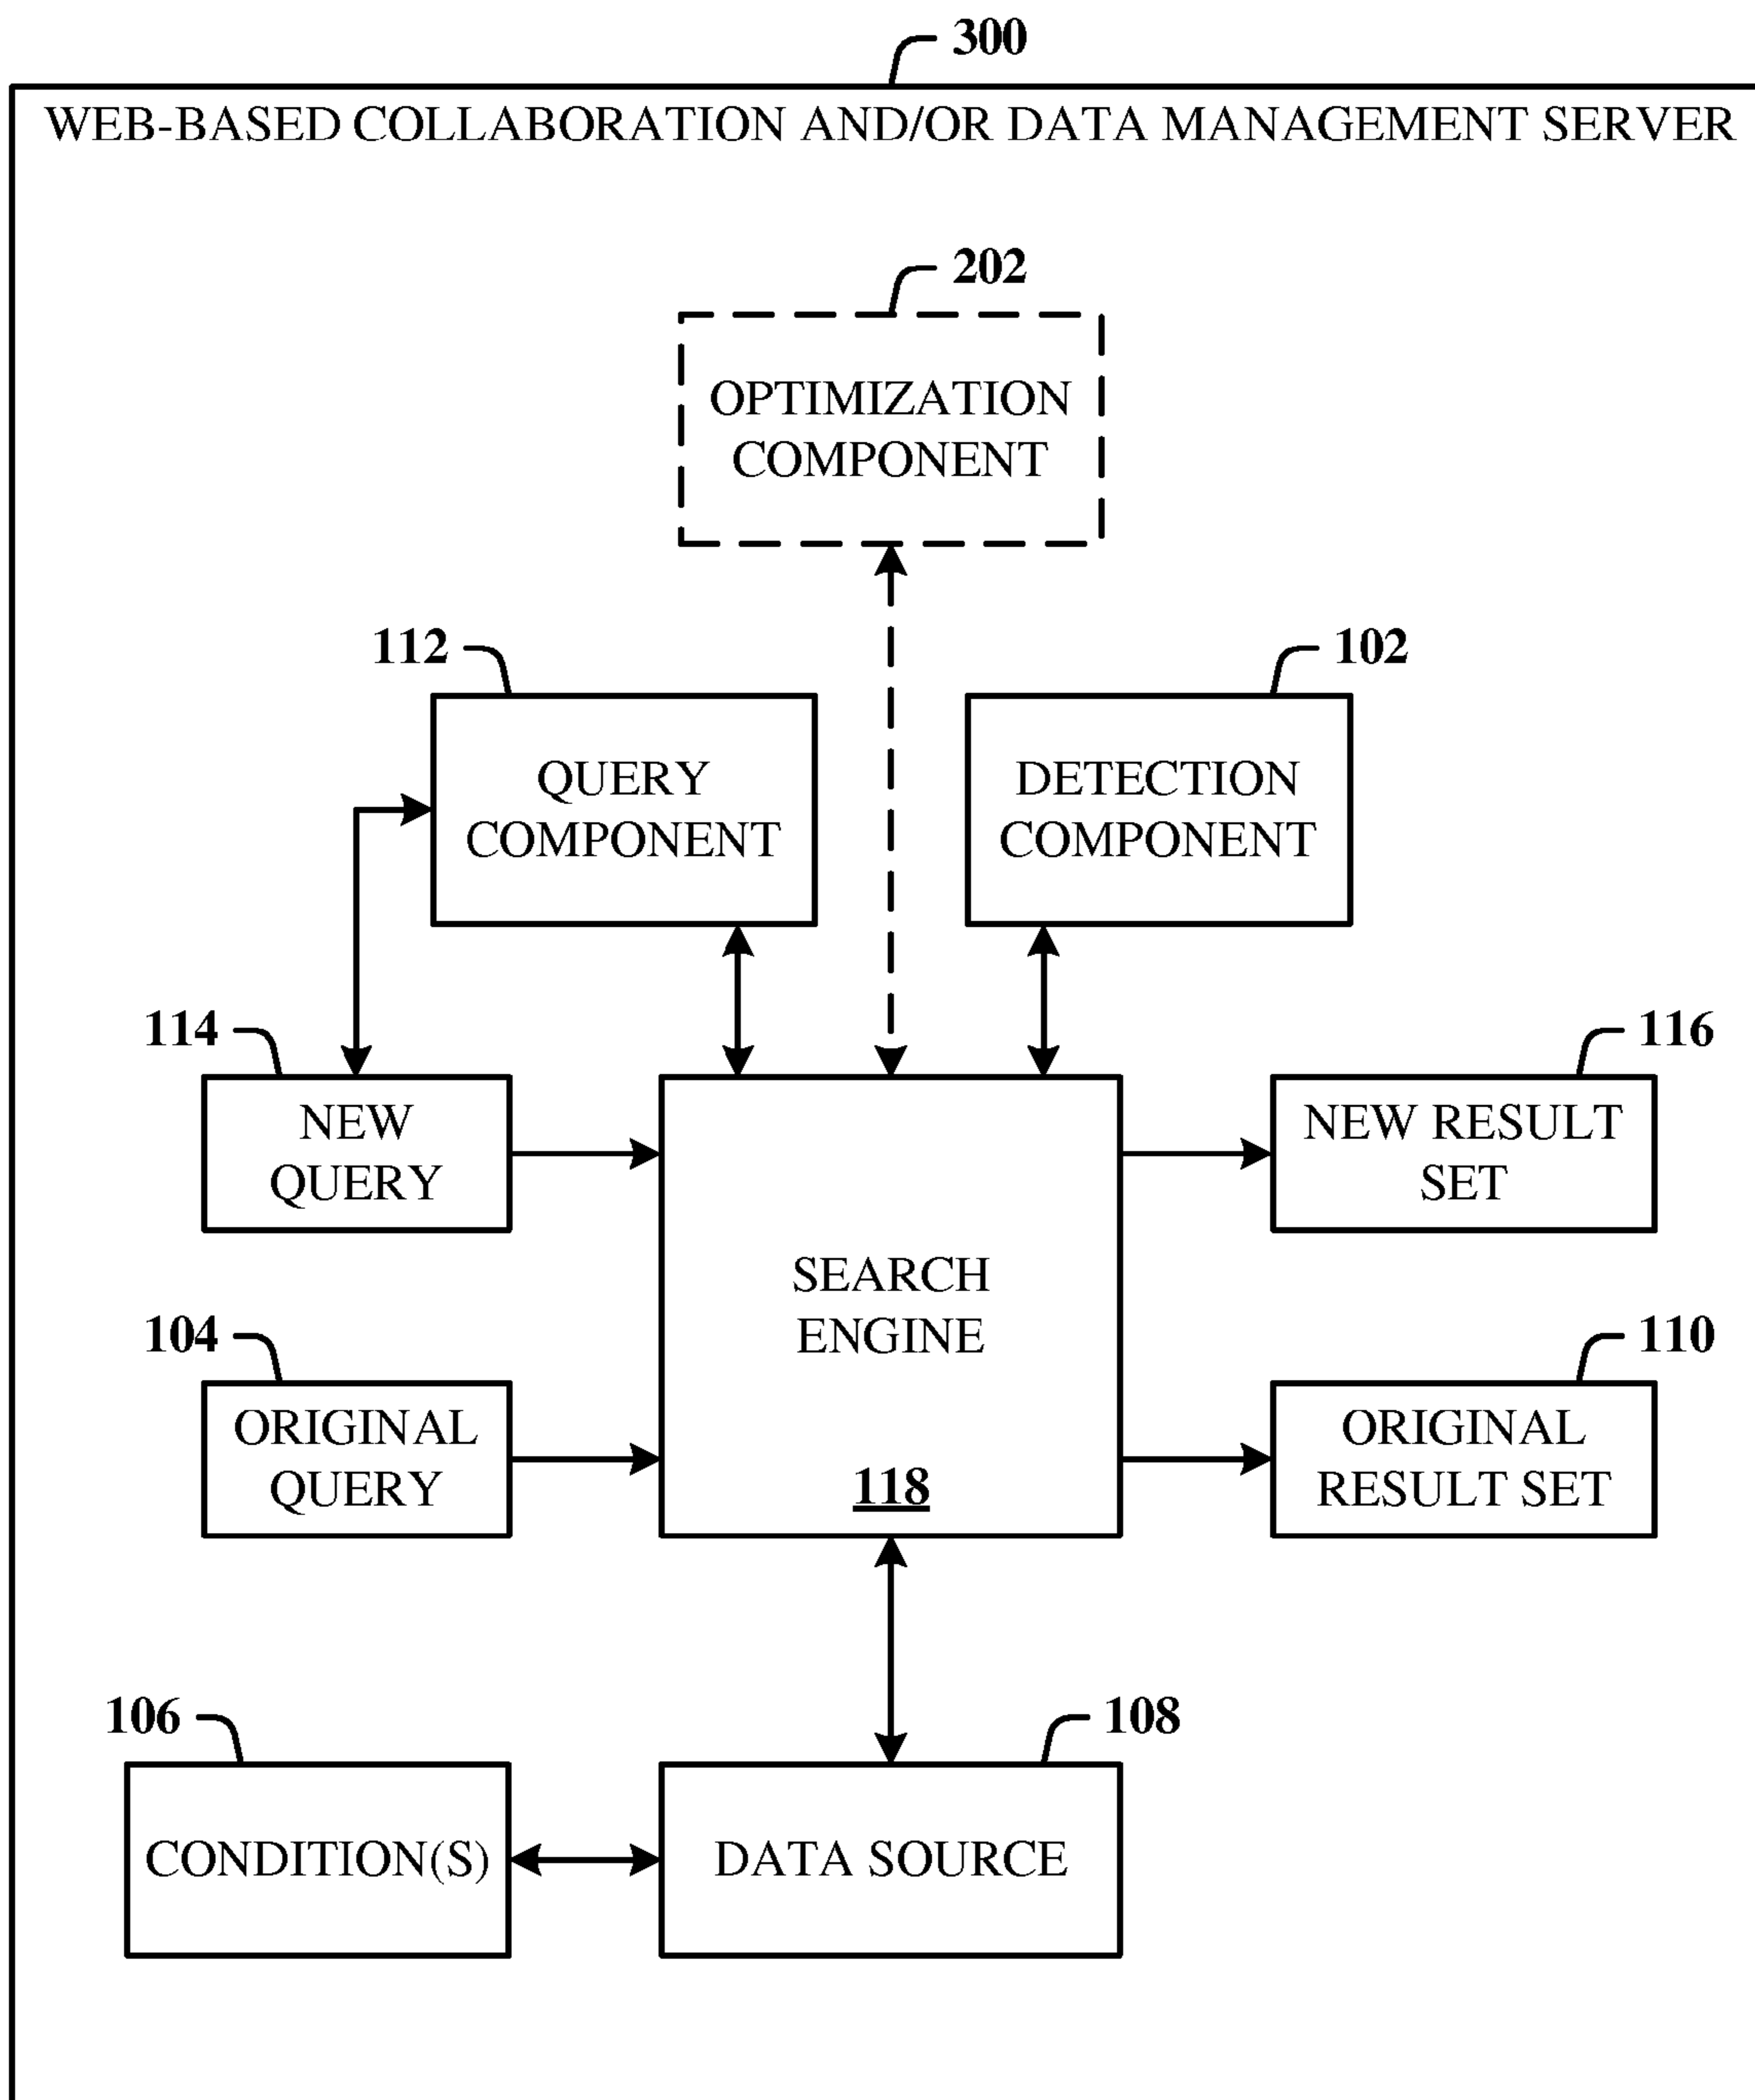 300
WEB-BASED COLLABORATION AND/OR DATA MANAGEMENT SERVER
202
OPTIMIZATION
COMPONENT
112
102
QUERY
COMPONENT
DETECTION
COMPONENT
114
116
NEW
QUERY
NEW RESULT
SET
SEARCH
ENGINE
118
104
110
ORIGINAL
QUERY
ORIGINAL
RESULT SET
106
108
CONDITION(S)
DATA SOURCE